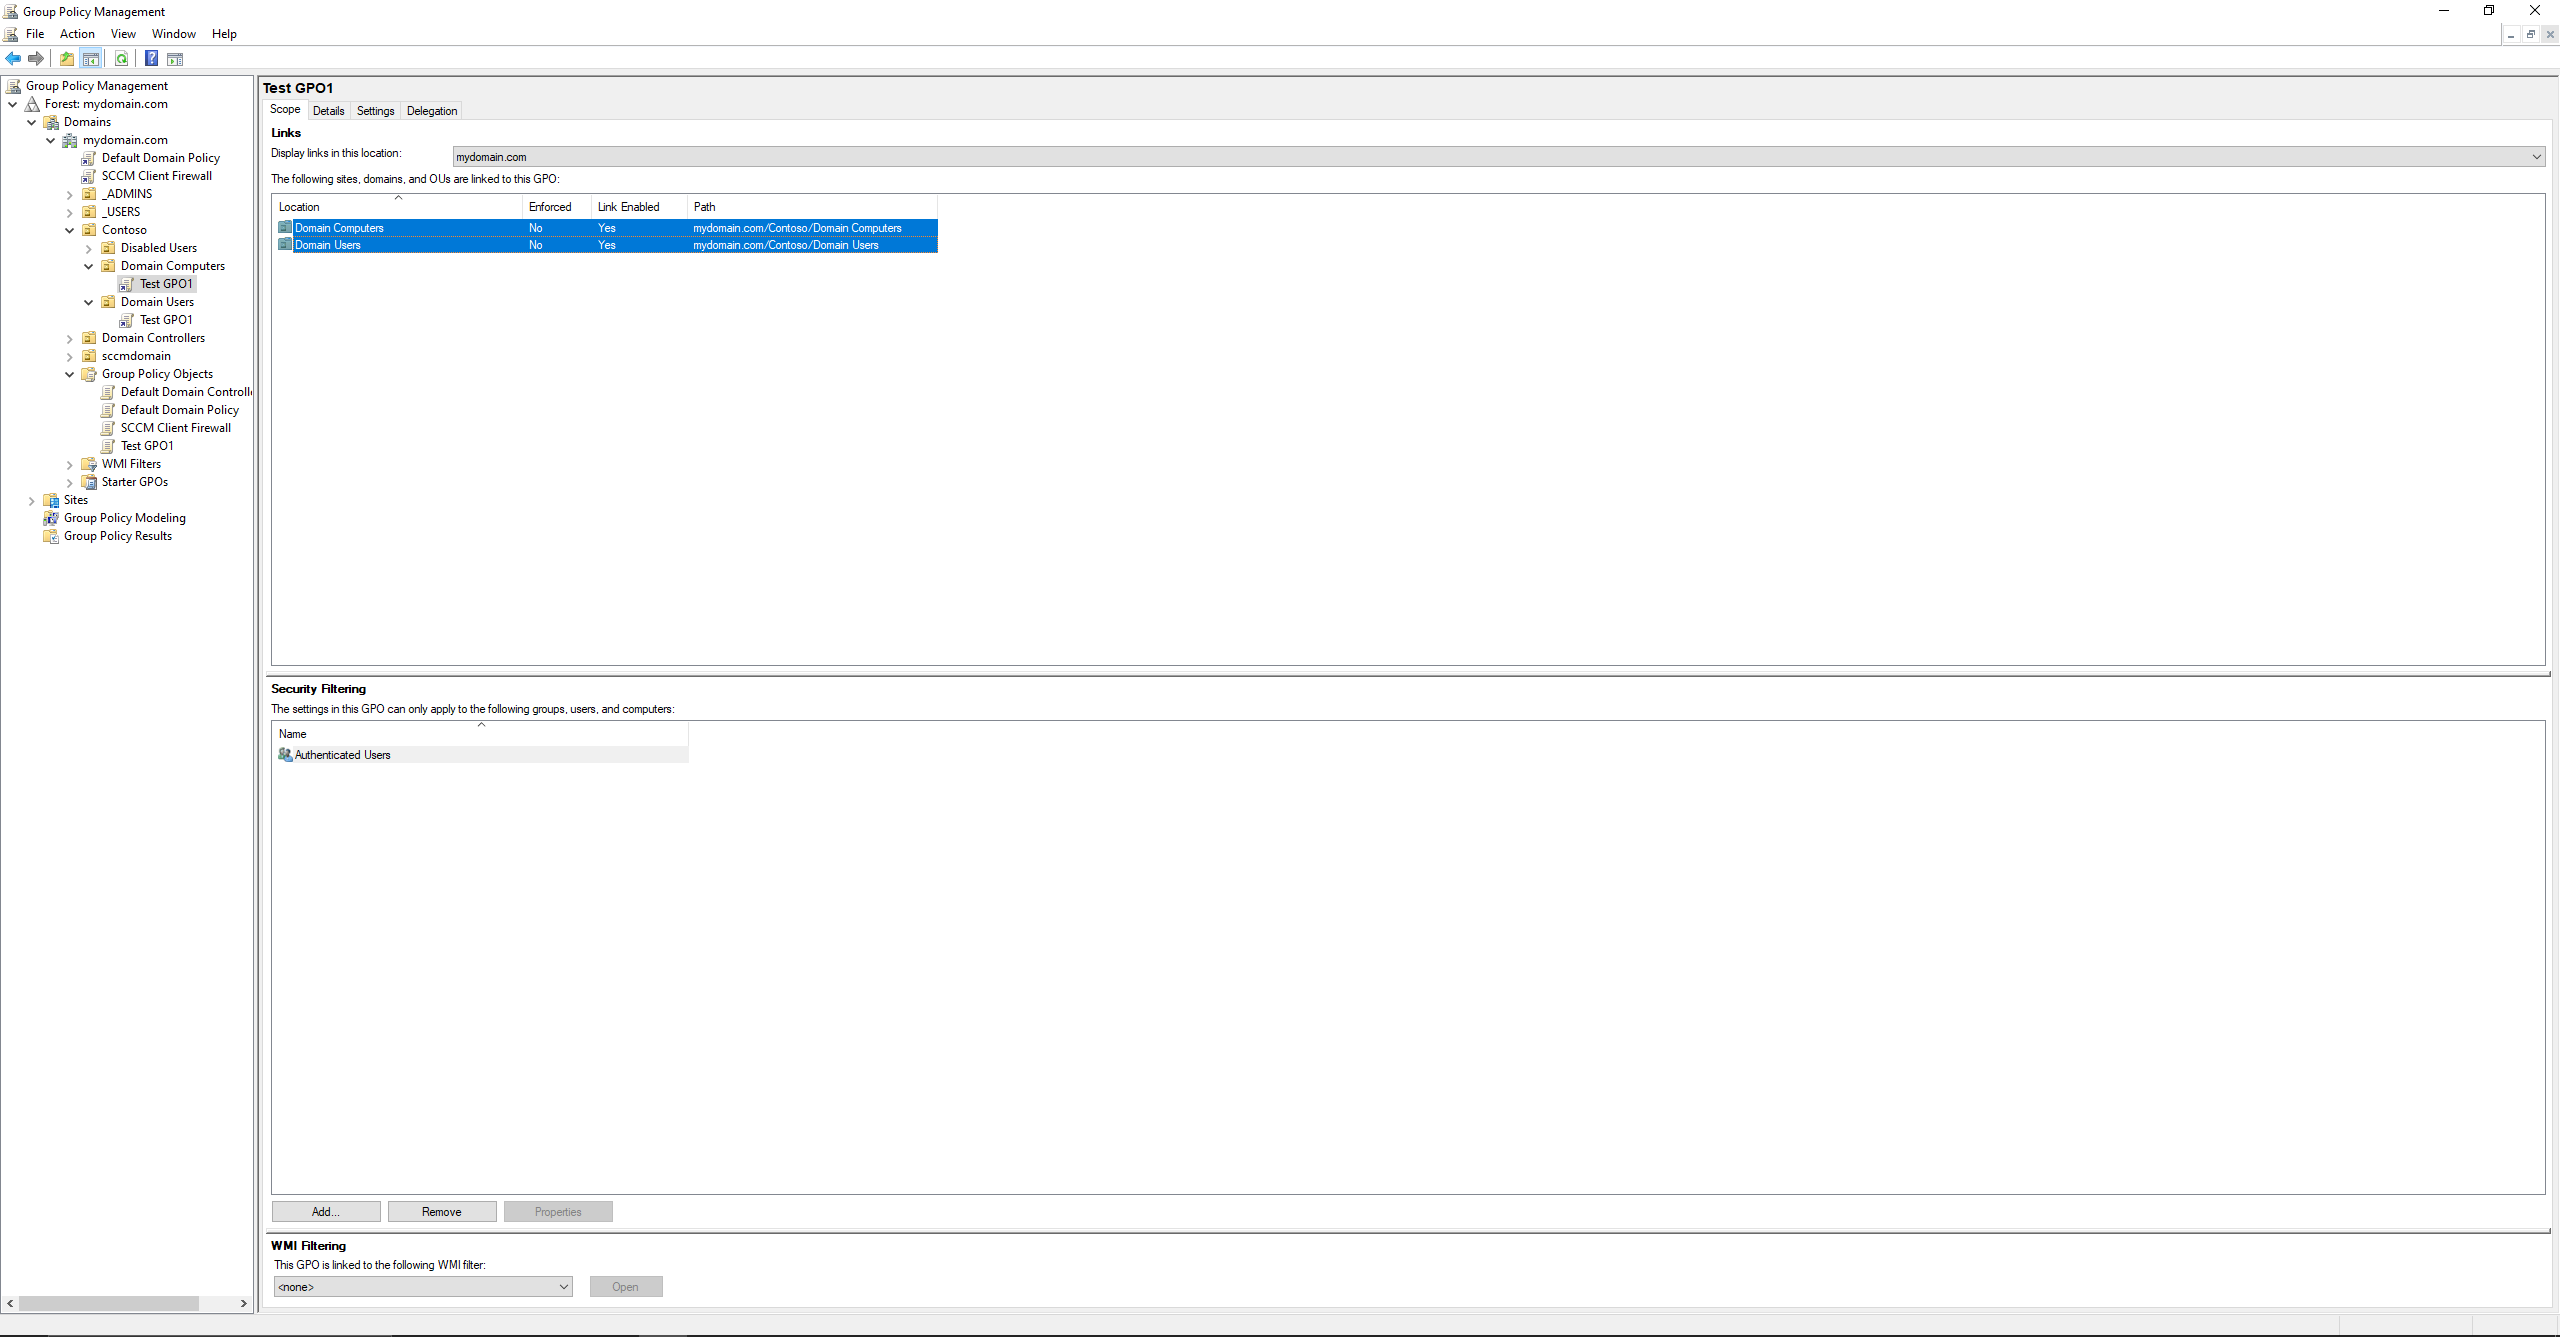 Group Policy Management
File Action View Window Help
Group Policy Management
Forest: mydomain.com
Domains
mydomain.com
Default Domain Policy
SCCM Client Firewall
_ADMINS
_USERS
Contoso
Disabled Users
Domain Computers
Test GPO1
Domain Users
Test GPO1
Domain Controllers
sccmdomain
Group Policy Objects
Default Domain Controlle
Default Domain Policy
SCCM Client Firewall
Test GPO1
WMI Filters
Starter GPOs
Sites
Group Policy Modeling
Group Policy Results
Test GPO1
Scope Details Settings Delegation
Links
Display links in this location: mydomain.com
The following sites, domains, and OUs are linked to this GPO:
Location Enforced Link Enabled Path
Domain Computers No Yes mydomain.com/Contoso/Domain Computers
Domain Users No Yes mydomain.com/Contoso/Domain Users
Security Filtering
The settings in this GPO can only apply to the following groups, users, and computers:
Name
Authenticated Users
Add... Remove Properties
WMI Filtering
This GPO is linked to the following WMI filter:
<none> Open